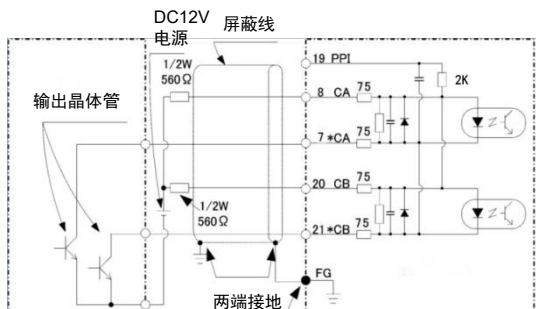 DC12V
电源
屏蔽线
19 PPI
1/2W
560Ω
75
2K
8 CA
输出晶体管
75
7 *CA
75
20 CB
1/2W
560Ω
75
21*CB
FG
两端接地